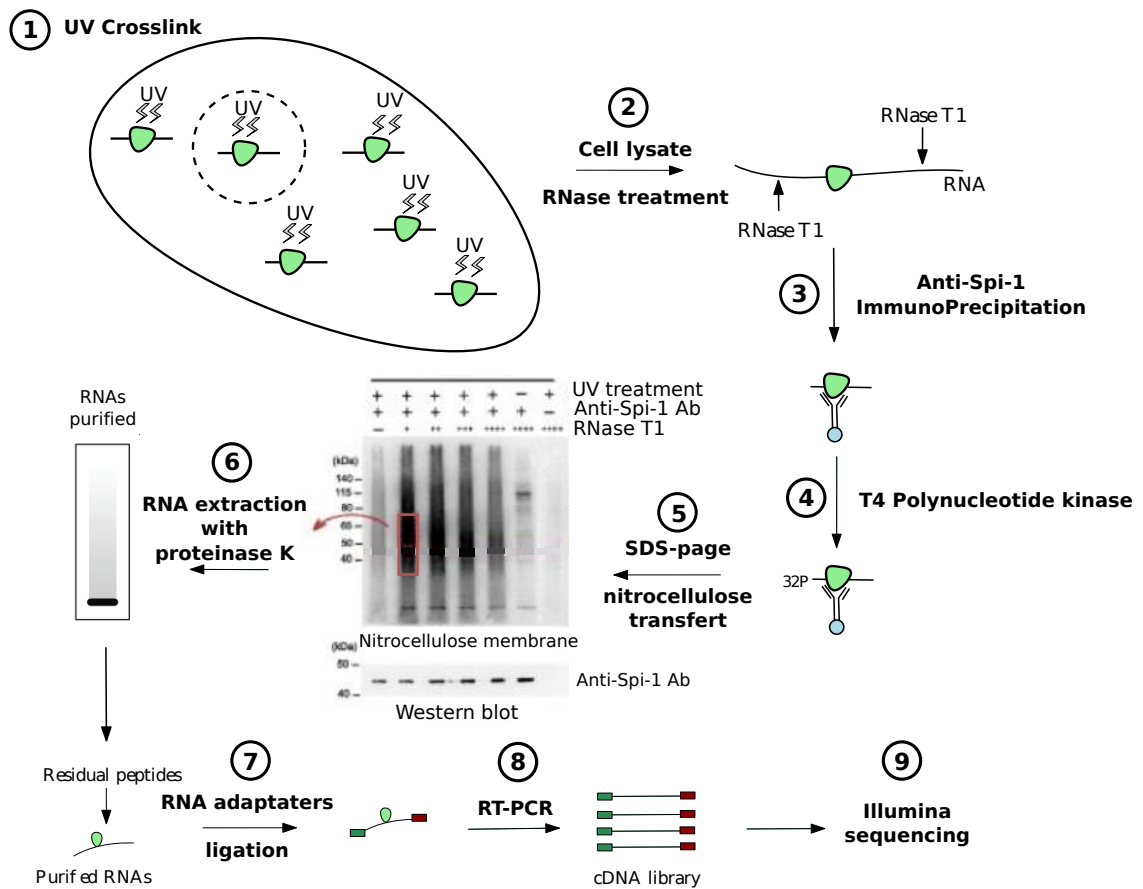 1 UV Crosslink
UV
UV
UV
UV
UV
UV
2
Cell lysate
RNase treatment
RNase T1
RNA
RNase T1
3
Anti-Spi-1
ImmunoPrecipitation
4
T4 Polynucleotide kinase
32P
5
SDS-page
nitrocellulose
transfert
+ + + + + − + UV treatment
+ + + + + + − Anti-Spi-1 Ab
− + ++ +++ ++++ ++++ ++++ RNase T1
(kDa)
140
115
80
65
50
40
Nitrocellulose membrane
(kDa)
50
40
Anti-Spi-1 Ab
Western blot
6
RNA extraction
with
proteinase K
RNAs
purified
Residual peptides
Purifed RNAs
7
RNA adaptaters
ligation
8
RT-PCR
cDNA library
9
Illumina
sequencing